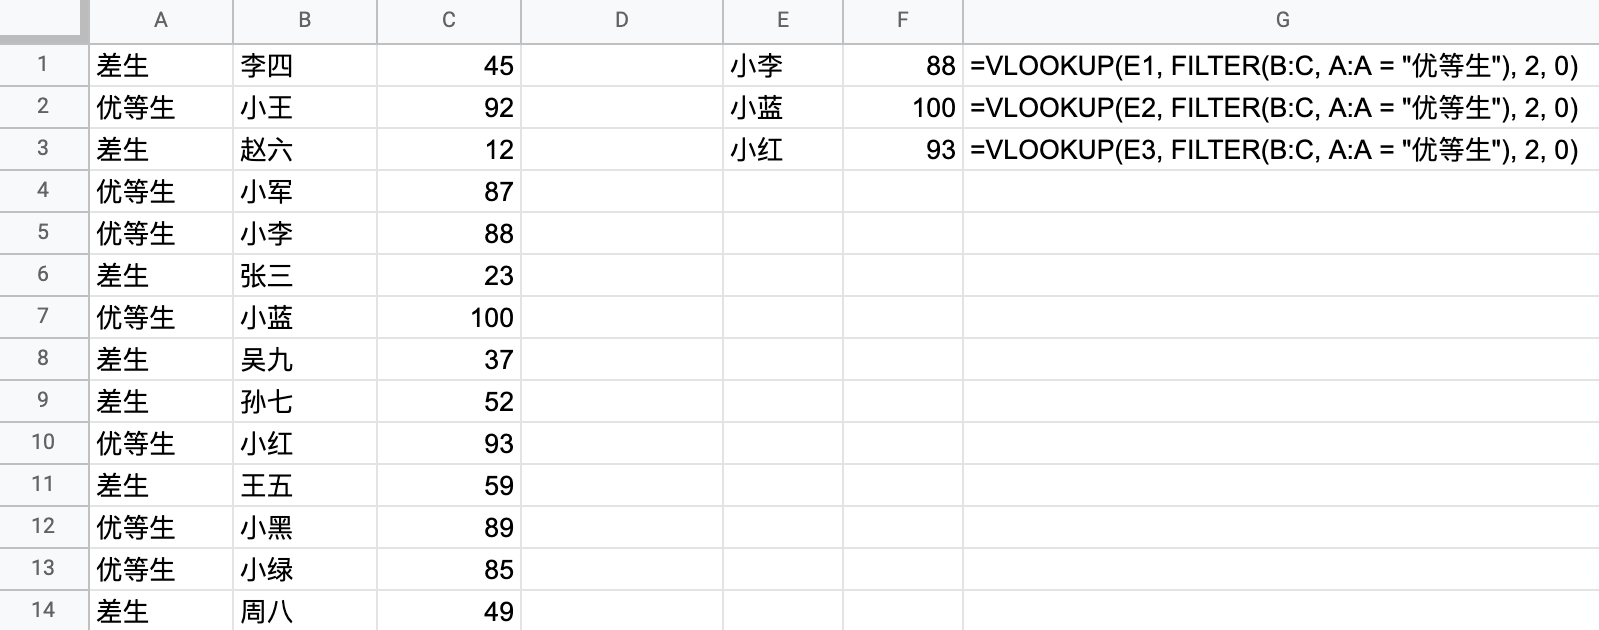 A B C D E F G
1 差生 李四 45 小李 88 =VLOOKUP(E1, FILTER(B:C, A:A = "优等生"), 2, 0)
2 优等生 小王 92 小蓝 100 =VLOOKUP(E2, FILTER(B:C, A:A = "优等生"), 2, 0)
3 差生 赵六 12 小红 93 =VLOOKUP(E3, FILTER(B:C, A:A = "优等生"), 2, 0)
4 优等生 小军 87
5 优等生 小李 88
6 差生 张三 23
7 优等生 小蓝 100
8 差生 吴九 37
9 差生 孙七 52
10 优等生 小红 93
11 差生 王五 59
12 优等生 小黑 89
13 优等生 小绿 85
14 差生 周八 49